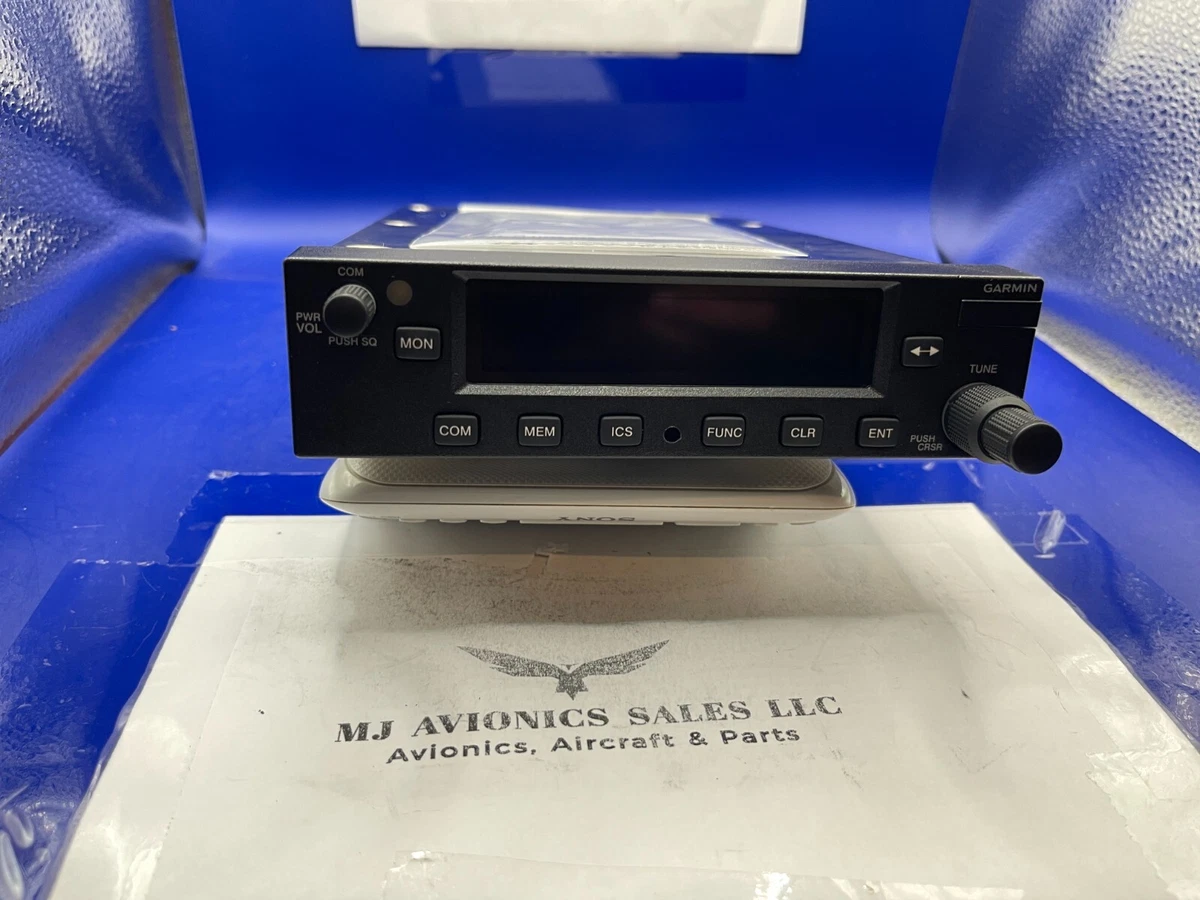 COM
GARMIN
PWR
VOL
PUSH SQ
MON
TUNE
COM
MEM
ICS
FUNC
CLR
ENT
PUSH
CRSR
SONY
MJ AVIONICS SALES LLC
Avionics, Aircraft & Parts